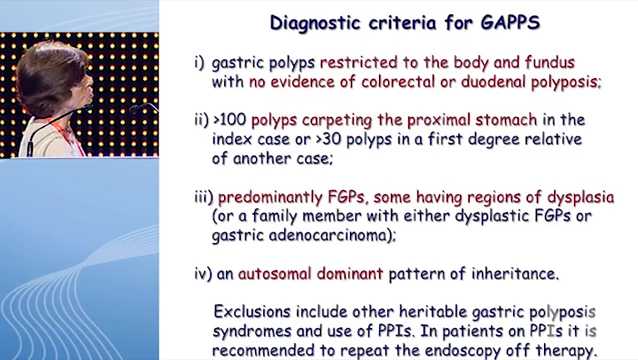 Diagnostic criteria for GAPPS
i) gastric polyps restricted to the body and fundus
with no evidence of colorectal or duodenal polyposis;
ii) >100 polyps carpeting the proximal stomach in the
index case or >30 polyps in a first degree relative
of another case;
iii) predominantly FGPs, some having regions of dysplasia
(or a family member with either dysplastic FGPs or
gastric adenocarcinoma);
iv) an autosomal dominant pattern of inheritance.
Exclusions include other heritable gastric polyposis
syndromes and use of PPIs. In patients on PPIs it is
recommended to repeat the endoscopy off therapy.